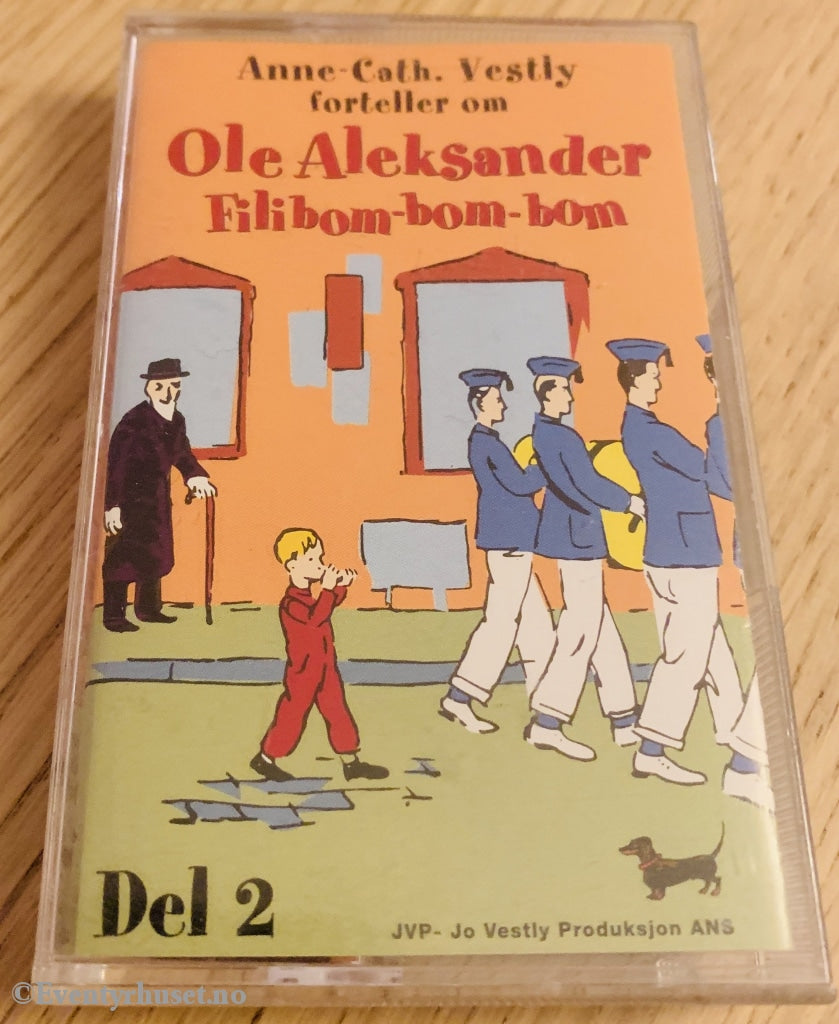 Anne-Cath. Vestly
forteller om
Ole Aleksander
Filibom-bom-bom
Del 2
JVP- Jo Vestly Produksjon ANS
©Eventyrhuset.no